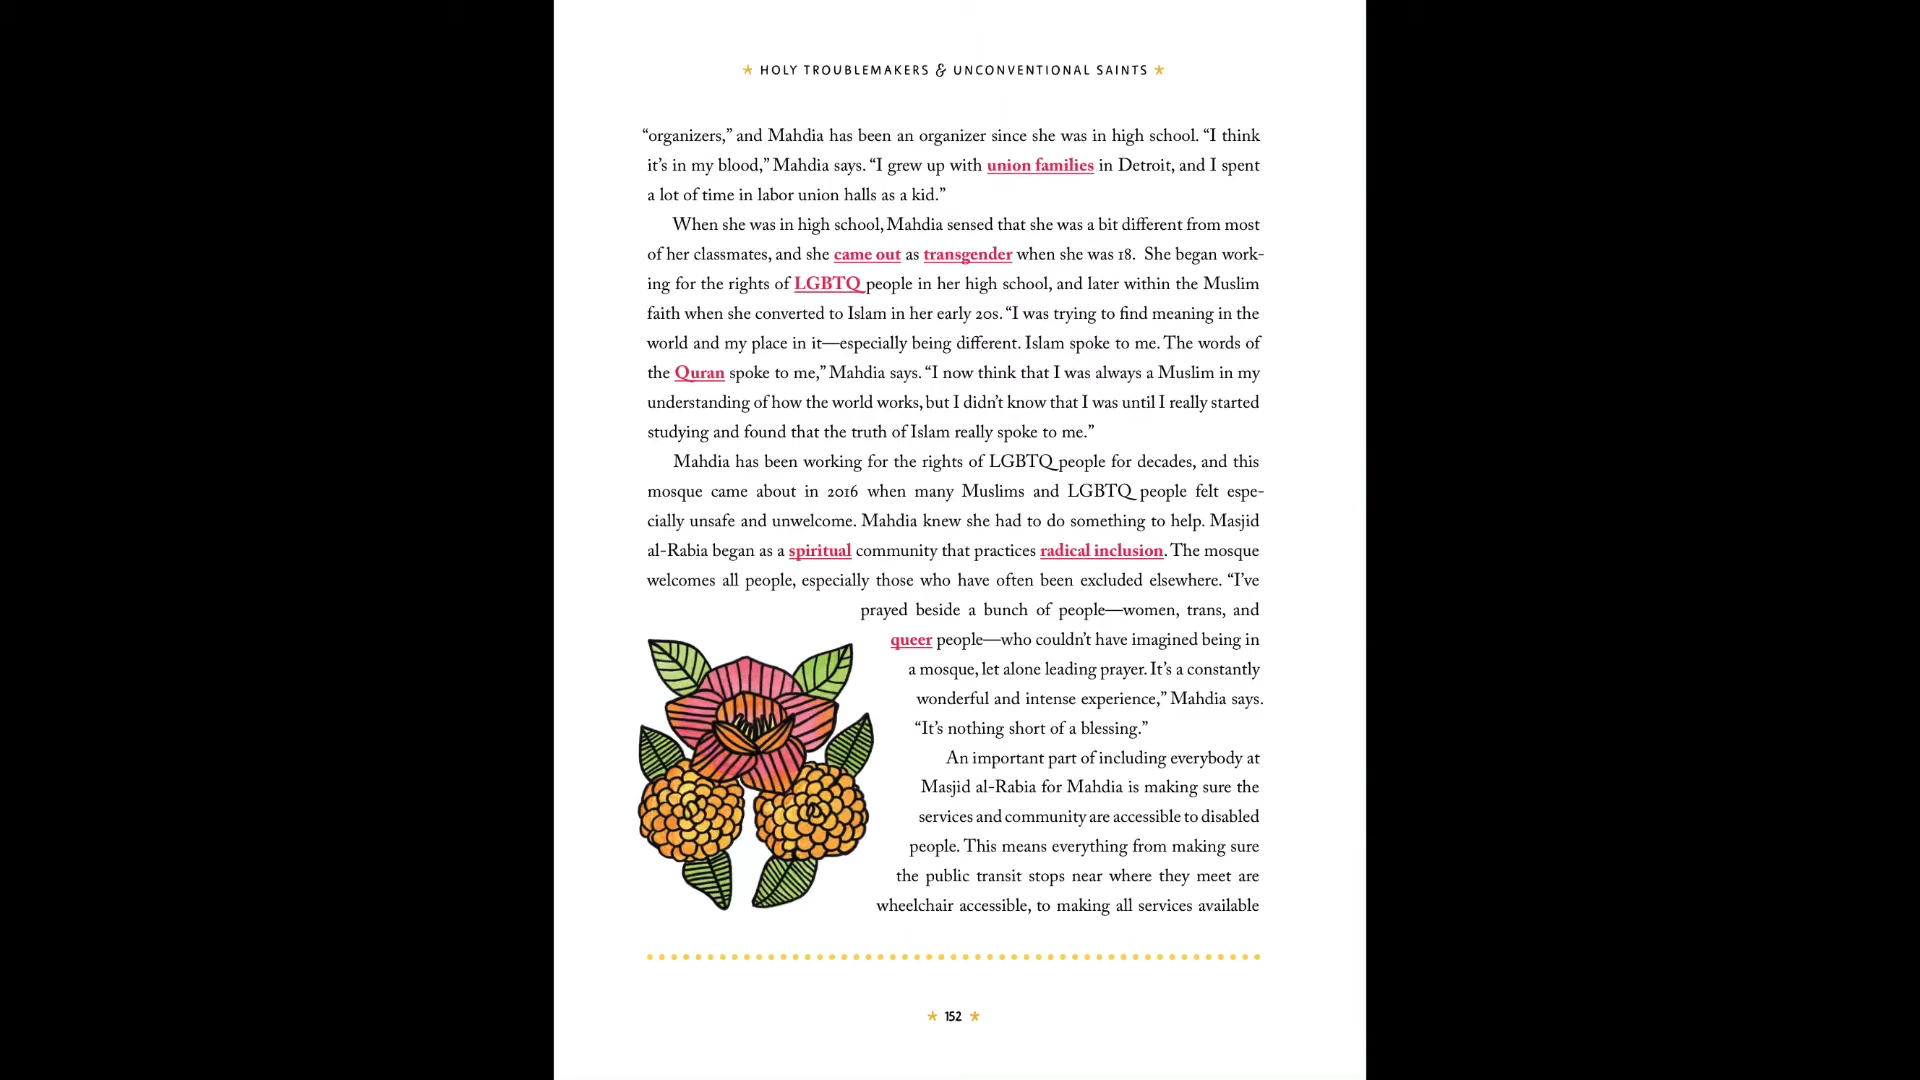 HOLY TROUBLEMAKERS & UNCONVENTIONAL SAINTS
“organizers,” and Mahdia has been an organizer since she was in high school. “I think
it’s in my blood,” Mahdia says. “I grew up with union families in Detroit, and I spent
a lot of time in labor union halls as a kid.”
When she was in high school, Mahdia sensed that she was a bit different from most
of her classmates, and she came out as transgender when she was 18. She began work-
ing for the rights of LGBTQ people in her high school, and later within the Muslim
faith when she converted to Islam in her early 20s. “I was trying to find meaning in the
world and my place in it—especially being different. Islam spoke to me. The words of
the Quran spoke to me,” Mahdia says. “I now think that I was always a Muslim in my
understanding of how the world works, but I didn’t know that I was until I really started
studying and found that the truth of Islam really spoke to me.”
Mahdia has been working for the rights of LGBTQ people for decades, and this
mosque came about in 2016 when many Muslims and LGBTQ people felt espe-
cially unsafe and unwelcome. Mahdia knew she had to do something to help. Masjid
al-Rabia began as a spiritual community that practices radical inclusion. The mosque
welcomes all people, especially those who have often been excluded elsewhere. “I’ve
prayed beside a bunch of people—women, trans, and
queer people—who couldn’t have imagined being in
a mosque, let alone leading prayer. It’s a constantly
wonderful and intense experience,” Mahdia says.
“It’s nothing short of a blessing.”
An important part of including everybody at
Masjid al-Rabia for Mahdia is making sure the
services and community are accessible to disabled
people. This means everything from making sure
the public transit stops near where they meet are
wheelchair accessible, to making all services available
152